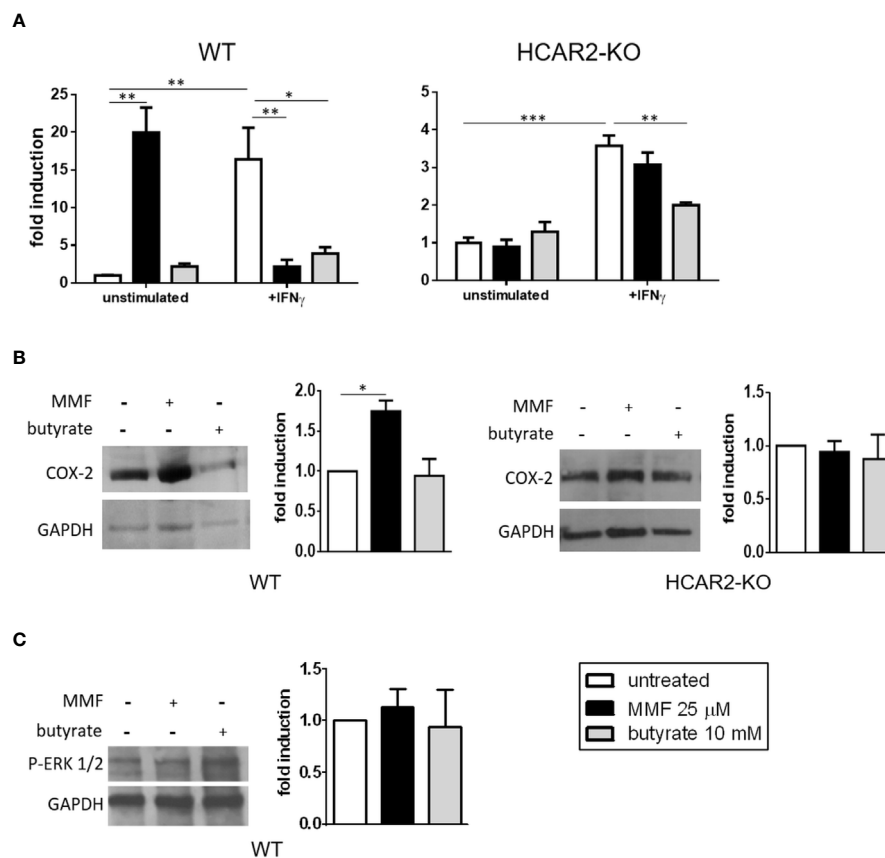 A
WT
HCAR2-KO
fold induction
25
20
15
10
5
0
**
**
**
*
unstimulated
+IFNγ
fold induction
5
4
3
2
1
0
***
**
unstimulated
+IFNγ
B
MMF - + -
butyrate - - +
COX-2
GAPDH
fold induction
2.0
1.5
1.0
0.5
0.0
*
WT
MMF - + -
butyrate - - +
COX-2
GAPDH
fold induction
1.5
1.0
0.5
0.0
HCAR2-KO
C
MMF - + -
butyrate - - +
P-ERK 1/2
GAPDH
fold induction
1.5
1.0
0.5
0.0
WT
untreated
MMF 25 μM
butyrate 10 mM